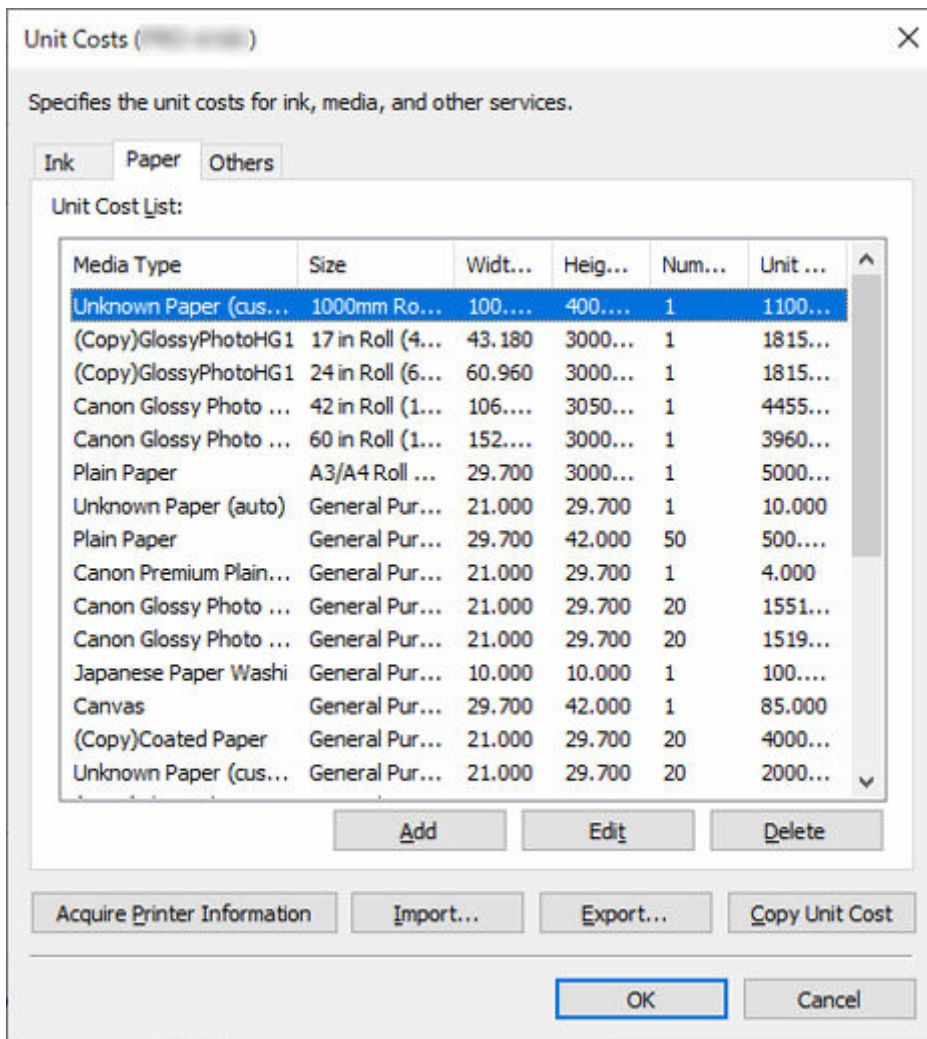 Unit Costs ( )
Specifies the unit costs for ink, media, and other services.
Ink Paper Others
Unit Cost List:
Media Type Size Widt... Heig... Num... Unit ...
Unknown Paper (cus... 1000mm Ro... 100.... 400.... 1 1100...
(Copy)GlossyPhotoHG1 17 in Roll (4... 43.180 3000... 1 1815...
(Copy)GlossyPhotoHG1 24 in Roll (6... 60.960 3000... 1 1815...
Canon Glossy Photo ... 42 in Roll (1... 106.... 3050... 1 4455...
Canon Glossy Photo ... 60 in Roll (1... 152.... 3000... 1 3960...
Plain Paper A3/A4 Roll ... 29.700 3000... 1 5000...
Unknown Paper (auto) General Pur... 21.000 29.700 1 10.000
Plain Paper General Pur... 29.700 42.000 50 500....
Canon Premium Plain... General Pur... 21.000 29.700 1 4.000
Canon Glossy Photo ... General Pur... 21.000 29.700 20 1551...
Canon Glossy Photo ... General Pur... 21.000 29.700 20 1519...
Japanese Paper Washi General Pur... 10.000 10.000 1 100....
Canvas General Pur... 29.700 42.000 1 85.000
(Copy)Coated Paper General Pur... 21.000 29.700 20 4000...
Unknown Paper (cus... General Pur... 21.000 29.700 20 2000...
Add Edit Delete
Acquire Printer Information Import... Export... Copy Unit Cost
OK Cancel